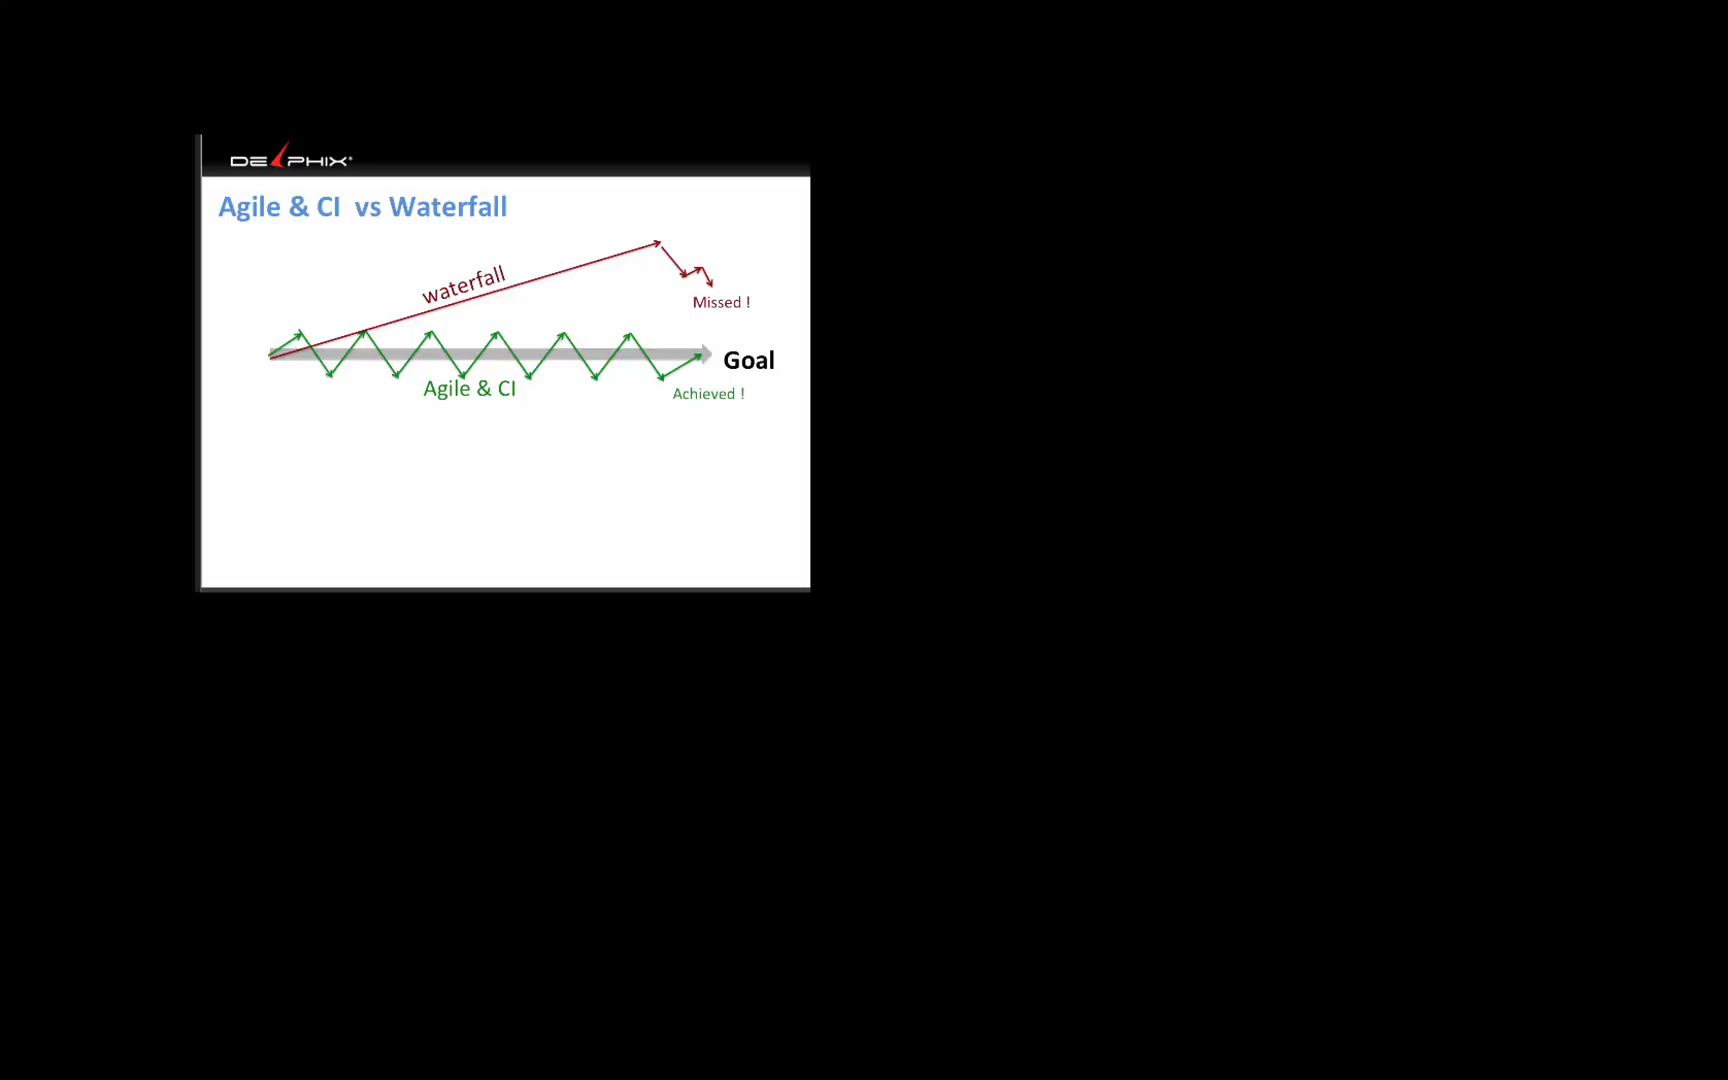 DELPHIX®
Agile & CI vs Waterfall
waterfall
Missed !
Goal
Agile & CI
Achieved !